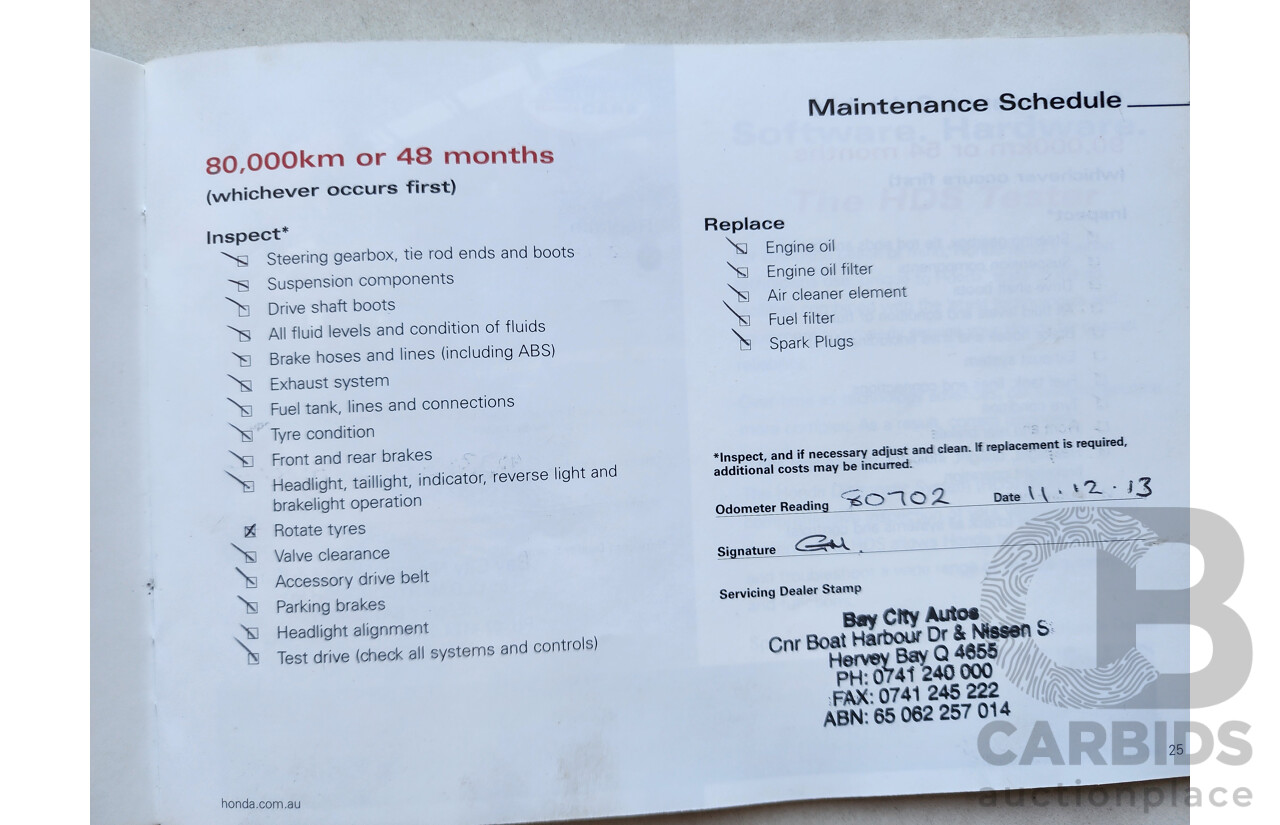 Maintenance Schedule
80,000km or 48 months
(whichever occurs first)
Inspect*
Steering gearbox, tie rod ends and boots
Suspension components
Drive shaft boots
All fluid levels and condition of fluids
Brake hoses and lines (including ABS)
Exhaust system
Fuel tank, lines and connections
Tyre condition
Front and rear brakes
Headlight, taillight, indicator, reverse light and
brakelight operation
Rotate tyres
Valve clearance
Accessory drive belt
Parking brakes
Headlight alignment
Test drive (check all systems and controls)
honda.com.au
Replace
Engine oil
Engine oil filter
Air cleaner element
Fuel filter
Spark Plugs
*Inspect, and if necessary adjust and clean. If replacement is required,
additional costs may be incurred.
Odometer Reading 80702 Date 11.12.13
Signature
Servicing Dealer Stamp
Bay City Autos
Cnr Boat Harbour Dr & Nissen S
Hervey Bay Q 4655
PH: 0741 240 000
FAX: 0741 245 222
ABN: 65 062 257 014
25
CB
CARBIDS
auctionplace